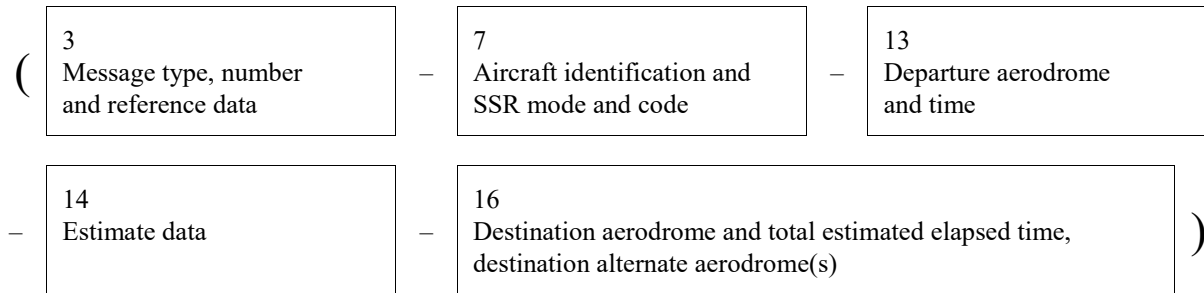 ( 3 7 13
Message type, number – Aircraft identification and – Departure aerodrome
and reference data SSR mode and code and time
14 16
– Estimate data – Destination aerodrome and total estimated elapsed time, )
destination alternate aerodrome(s)